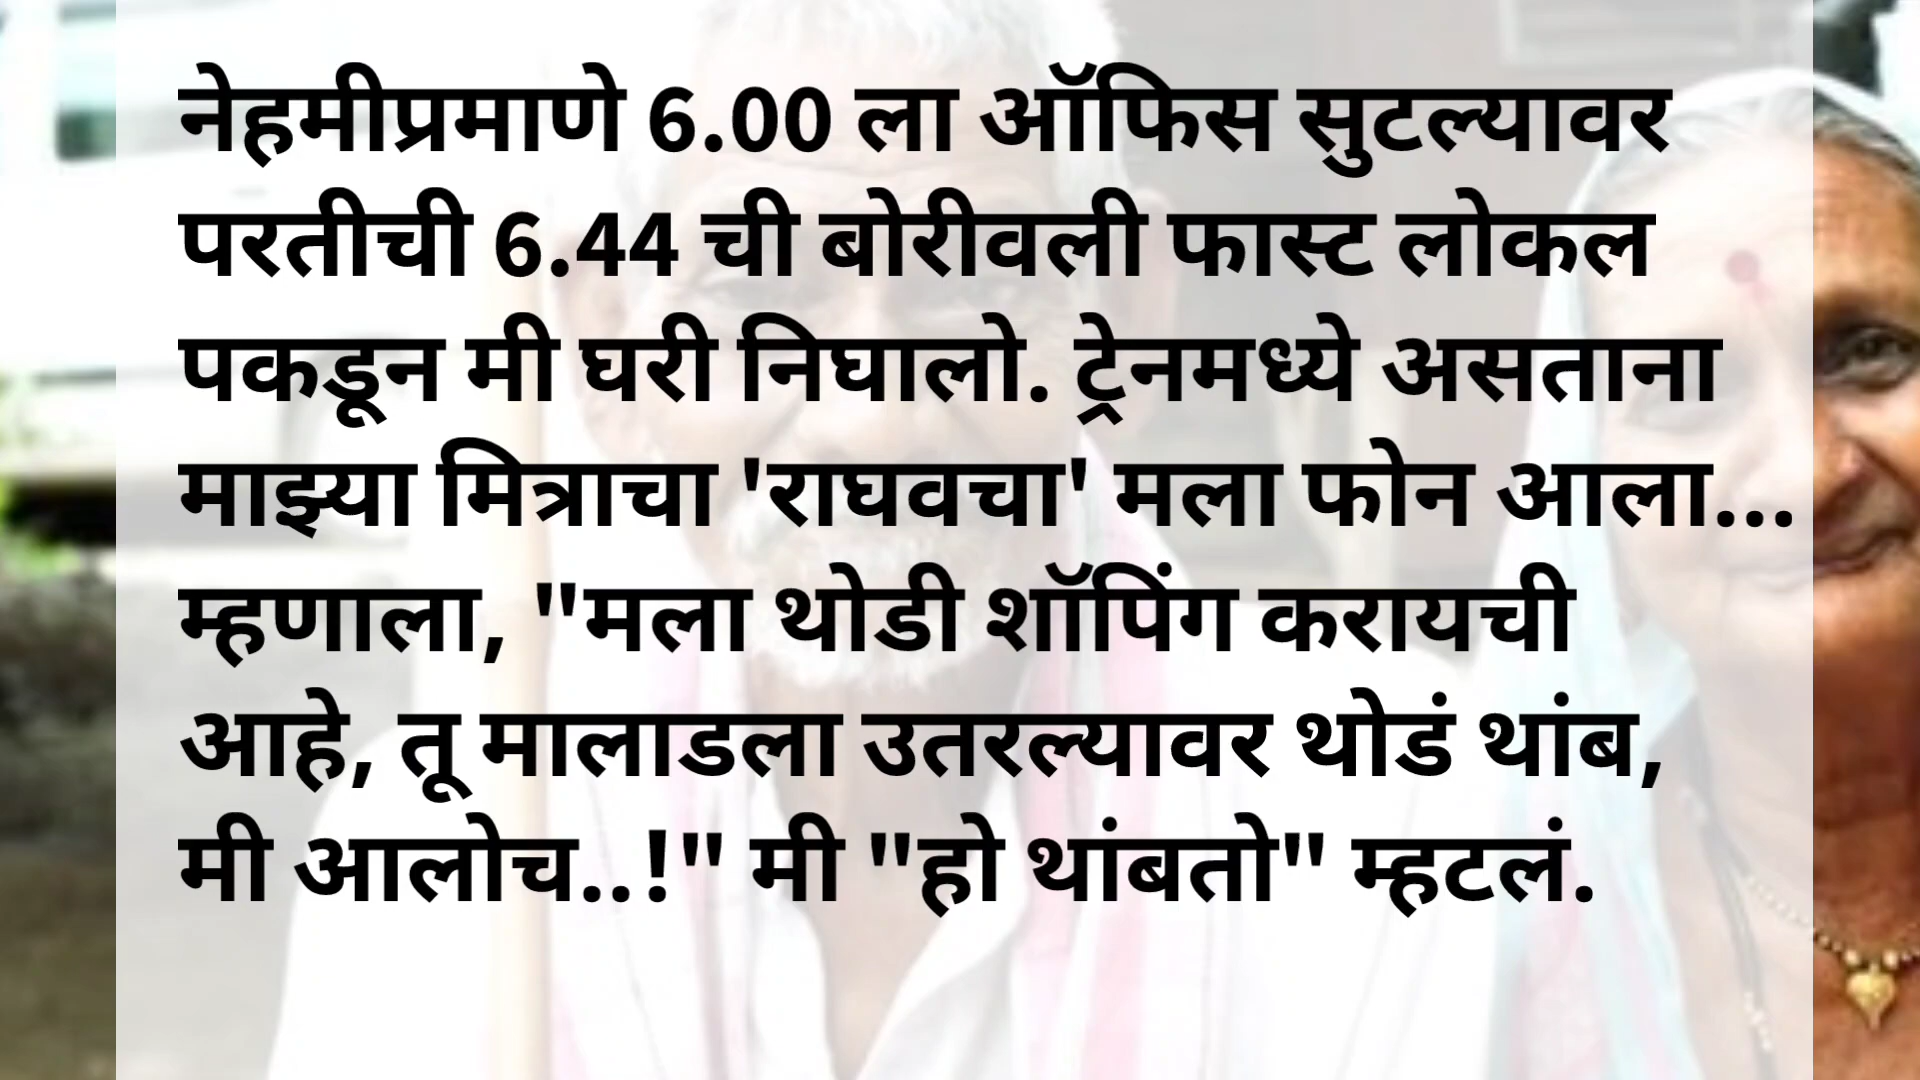 नेहमीप्रमाणे 6.00 ला ऑफिस सुटल्यावर
परतीची 6.44 ची बोरीवली फास्ट लोकल
पकडून मी घरी निघालो. ट्रेनमध्ये असताना
माझ्या मित्राचा 'राघवचा' मला फोन आला...
म्हणाला, "मला थोडी शॉपिंग करायची
आहे, तू मालाडला उतरल्यावर थोडं थांब,
मी आलोच..!" मी "हो थांबतो" म्हटलं.